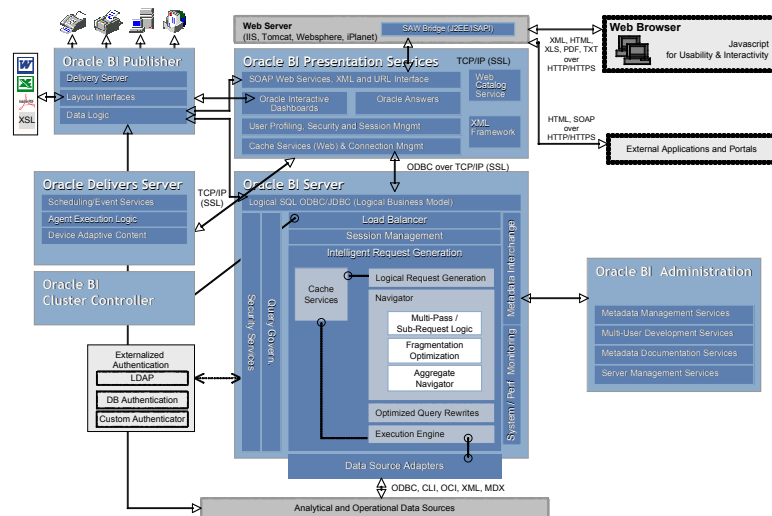 Web Server
(IIS, Tomcat, Websphere, iPlanet)
SAW Bridge (J2EE/ISAPI)
Web Browser
Javascript
for Usability & Interactivity
XML, HTML,
XLS, PDF, TXT
over
HTTP/HTTPS
HTML, SOAP
over
HTTP/HTTPS
External Applications and Portals
Oracle BI Publisher
Delivery Server
Layout Interfaces
Data Logic
W
X
XSL
Oracle BI Presentation Services
TCP/IP (SSL)
SOAP Web Services, XML and URL Interface
Oracle Interactive
Dashboards
Oracle Answers
User Profiling, Security and Session Mngmt
Cache Services (Web) & Connection Mngmt
Web
Catalog
Service
XML
Framework
ODBC over TCP/IP (SSL)
TCP/IP
(SSL)
Oracle Delivers Server
Scheduling/Event Services
Agent Execution Logic
Device Adaptive Content
Oracle BI
Cluster Controller
Externalized
Authentication
LDAP
DB Authentication
Custom Authenticator
Oracle BI Server
Logical SQL ODBC/JDBC (Logical Business Model)
Security Services
Query Govern.
Load Balancer
Session Management
Intelligent Request Generation
Cache
Services
Logical Request Generation
Navigator
Multi-Pass /
Sub-Request Logic
Fragmentation
Optimization
Aggregate
Navigator
Optimized Query Rewrites
Execution Engine
Metadata Interchange
System / Perf. Monitoring
Data Source Adapters
ODBC, CLI, OCI, XML, MDX
Analytical and Operational Data Sources
Oracle BI Administration
Metadata Management Services
Multi-User Development Services
Metadata Documentation Services
Server Management Services